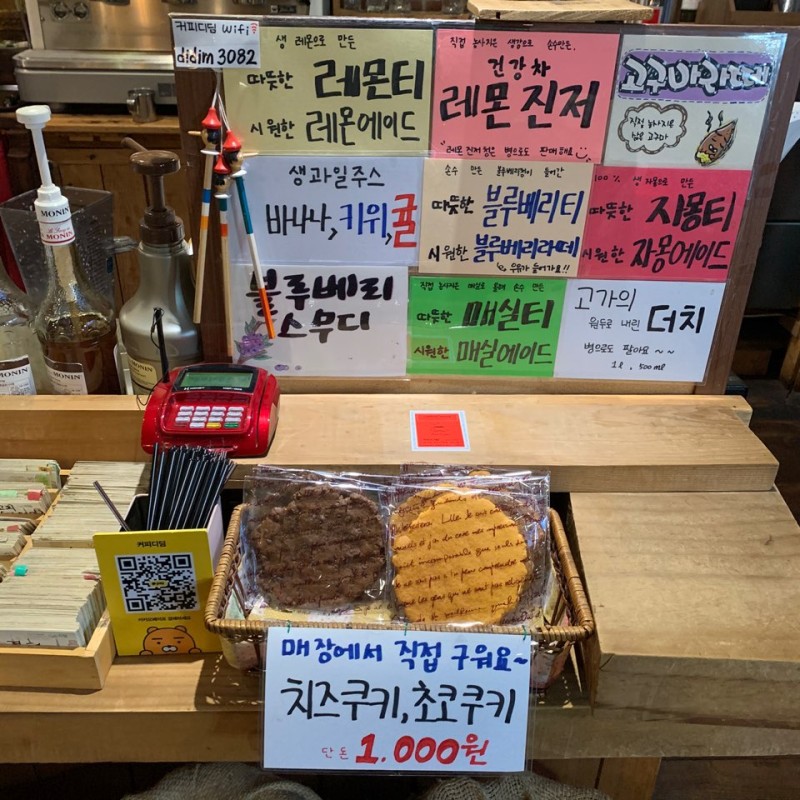 커피디딤 Wifi
didim 3082
생 레몬으로 만든
따뜻한 레몬티
시원한 레몬에이드
직접 농사지은 생강으로 손수만든,
건강차
레몬 진저
레몬 진저청은 병으로도 판매해요
고구마라떼
직접 농사지은
밤은 고구마
생과일주스
바나나, 키위, 귤
손수 만든 블루베리청이 들어간
따뜻한 블루베리티
시원한 블루베리라떼
우유가 들어가요!!
100% 생 자몽으로 만든
따뜻한 자몽티
시원한 자몽에이드
블루베리
스무디
직접 농사지은 매실로 손수 만든
따뜻한 매실티
시원한 매실에이드
고가의
원두로 내린 더치
병으로도 팔아요~~
1l, 500ml
MONIN
MONIN
MONIN
커피디딤
매장에서 직접 구워요~
치즈쿠키, 초코쿠키
단돈 1.000원